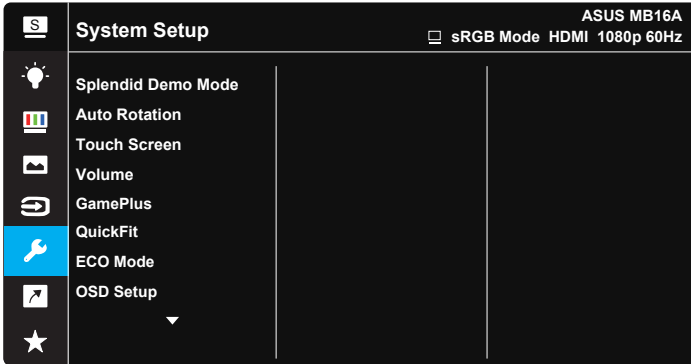 S
System Setup
ASUS MB16A
sRGB Mode HDMI 1080p 60Hz
Splendid Demo Mode
Auto Rotation
Touch Screen
Volume
GamePlus
QuickFit
ECO Mode
OSD Setup